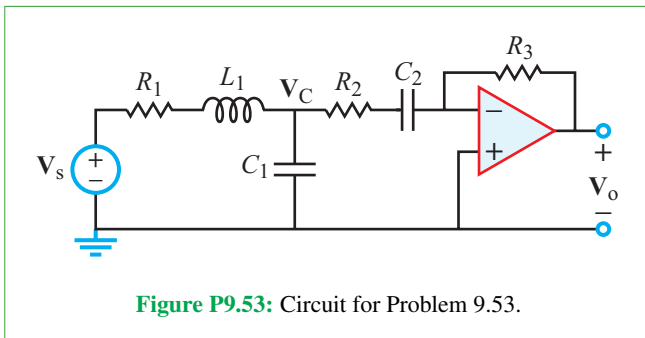 R3
R1 L1 VC R2 C2
Vs + − C1 − + + Vo −
Figure P9.53: Circuit for Problem 9.53.